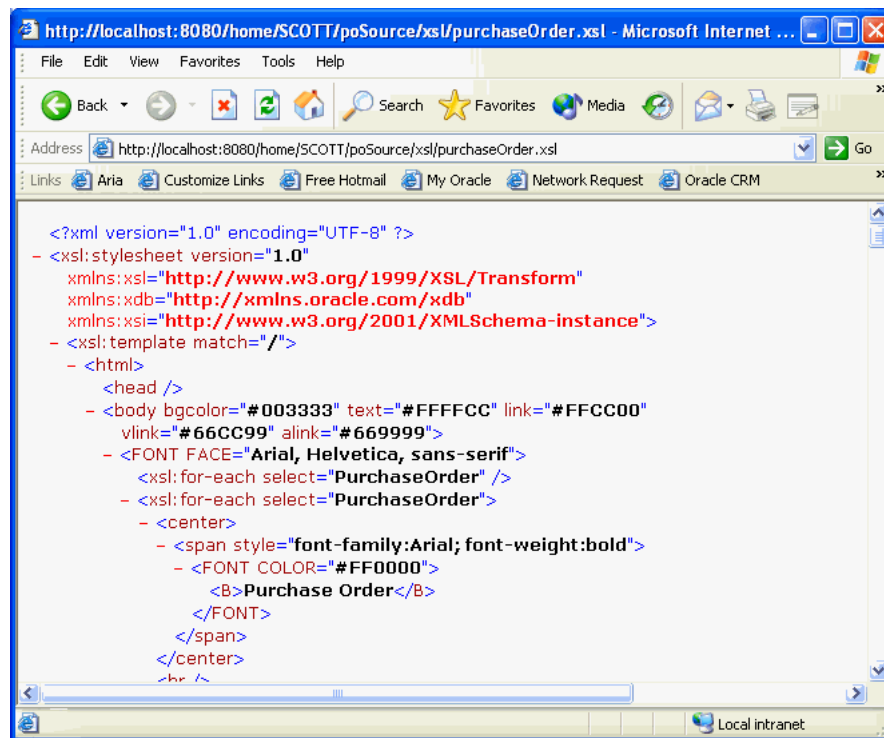 http://localhost:8080/home/SCOTT/poSource/xsl/purchaseOrder.xsl - Microsoft Internet ...
File Edit View Favorites Tools Help
Back Search Favorites Media
Address http://localhost:8080/home/SCOTT/poSource/xsl/purchaseOrder.xsl Go
Links Aria Customize Links Free Hotmail My Oracle Network Request Oracle CRM
<?xml version="1.0" encoding="UTF-8" ?>
- <xsl:stylesheet version="1.0"
xmlns:xsl="http://www.w3.org/1999/XSL/Transform"
xmlns:xdb="http://xmlns.oracle.com/xdb"
xmlns:xsi="http://www.w3.org/2001/XMLSchema-instance">
- <xsl:template match="/">
- <html>
<head />
- <body bgcolor="#003333" text="#FFFFCC" link="#FFCC00"
vlink="#66CC99" alink="#669999">
- <FONT FACE="Arial, Helvetica, sans-serif">
<xsl:for-each select="PurchaseOrder" />
- <xsl:for-each select="PurchaseOrder">
- <center>
- <span style="font-family:Arial; font-weight:bold">
- <FONT COLOR="#FF0000">
<B>Purchase Order</B>
</FONT>
</span>
</center>
<hr />
Local intranet